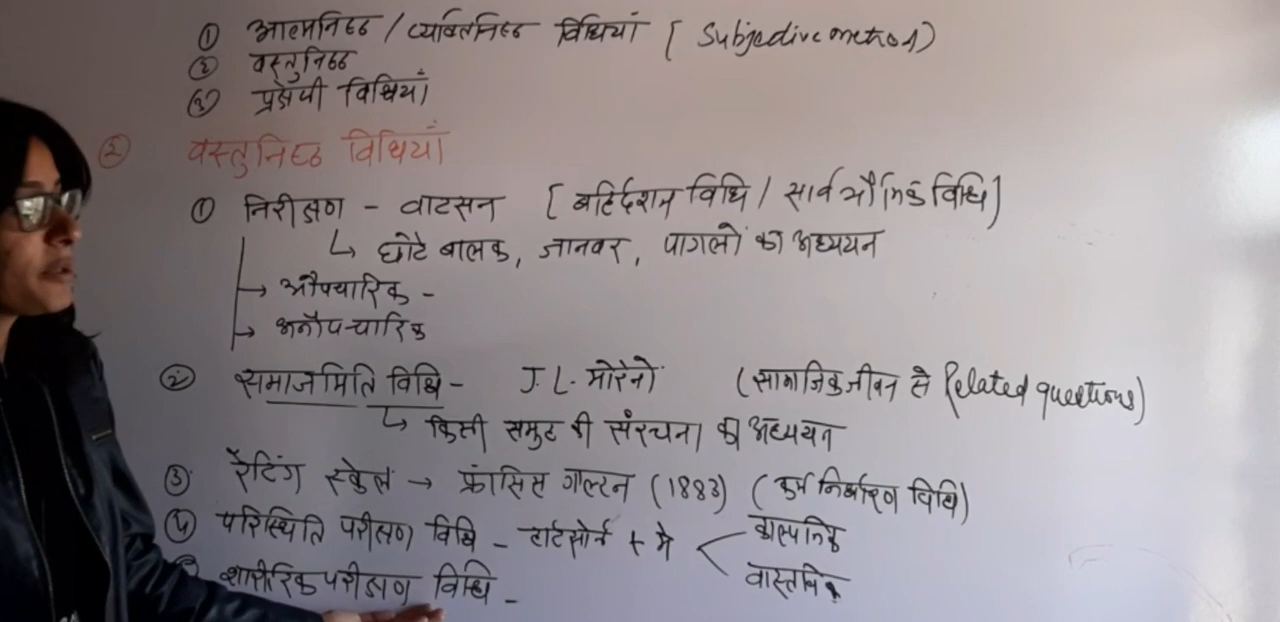 ① आत्मनिष्ठ / व्यक्तिनिष्ठ विधियां [ Subjective method)
② वस्तुनिष्ठ
③ प्रक्षेपी विधियां
② वस्तुनिष्ठ विधियां
① निरीक्षण - वाटसन [ बहिर्दशन विधि / सार्वभौमिक विधि]
↳ छोटे बालक, जानवर, पागलों का अध्ययन
→ औपचारिक -
→ अनौपचारिक
② समाजमिति विधि - J. L. मोरेनो (सामाजिक जीवन से Related questions)
↳ किसी समुह की संरचना का अध्ययन
③ रेटिंग स्केल → फ्रांसिस गाल्टन (1883) (क्रम निर्धारण विधि)
④ परिस्थिति परीक्षण विधि - हार्टसोर्न + मे < काल्पनिक
वास्तविक
शारीरिक परीक्षण विधि -